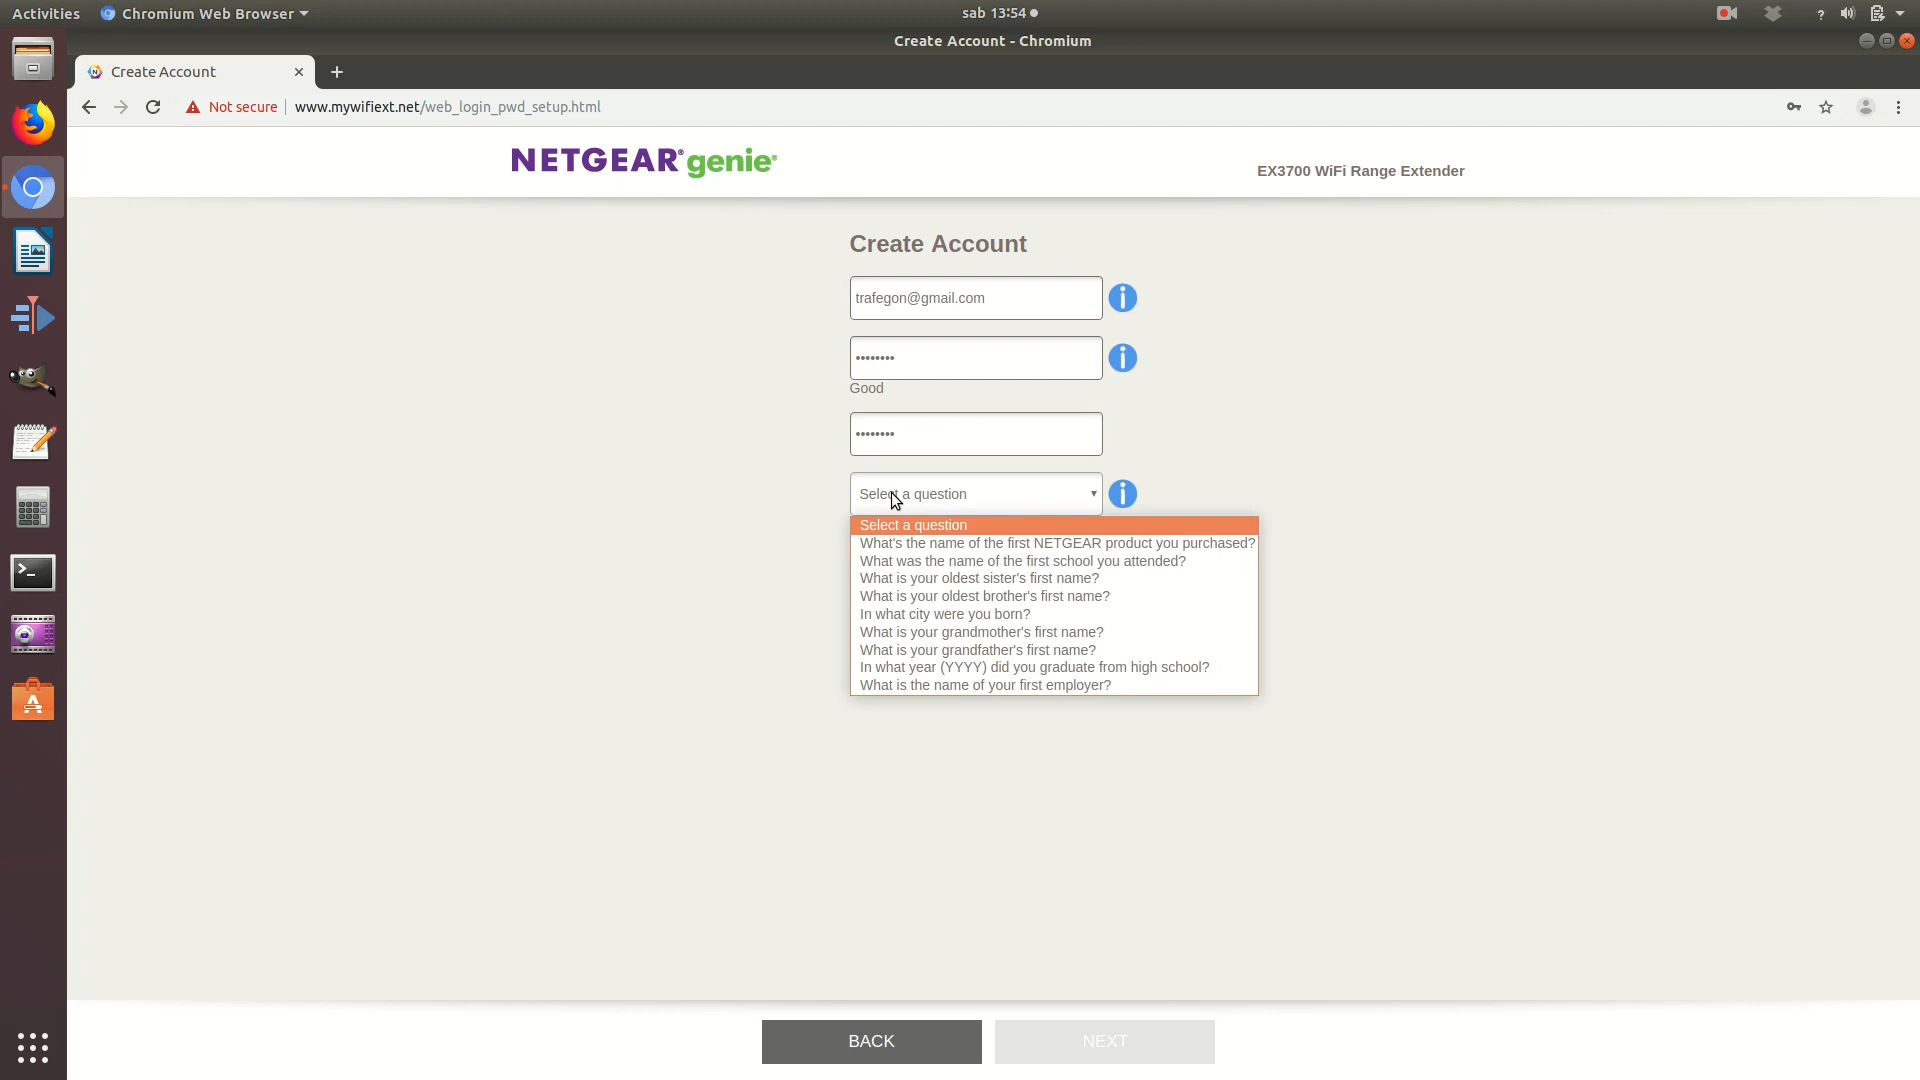 Activities Chromium Web Browser sab 13:54
Create Account - Chromium
Create Account
Not secure www.mywifiext.net/web_login_pwd_setup.html
NETGEAR® genie®
EX3700 WiFi Range Extender
Create Account
trafegon@gmail.com
••••••••
Good
••••••••
Select a question
Select a question
What's the name of the first NETGEAR product you purchased?
What was the name of the first school you attended?
What is your oldest sister's first name?
What is your oldest brother's first name?
In what city were you born?
What is your grandmother's first name?
What is your grandfather's first name?
In what year (YYYY) did you graduate from high school?
What is the name of your first employer?
BACK NEXT